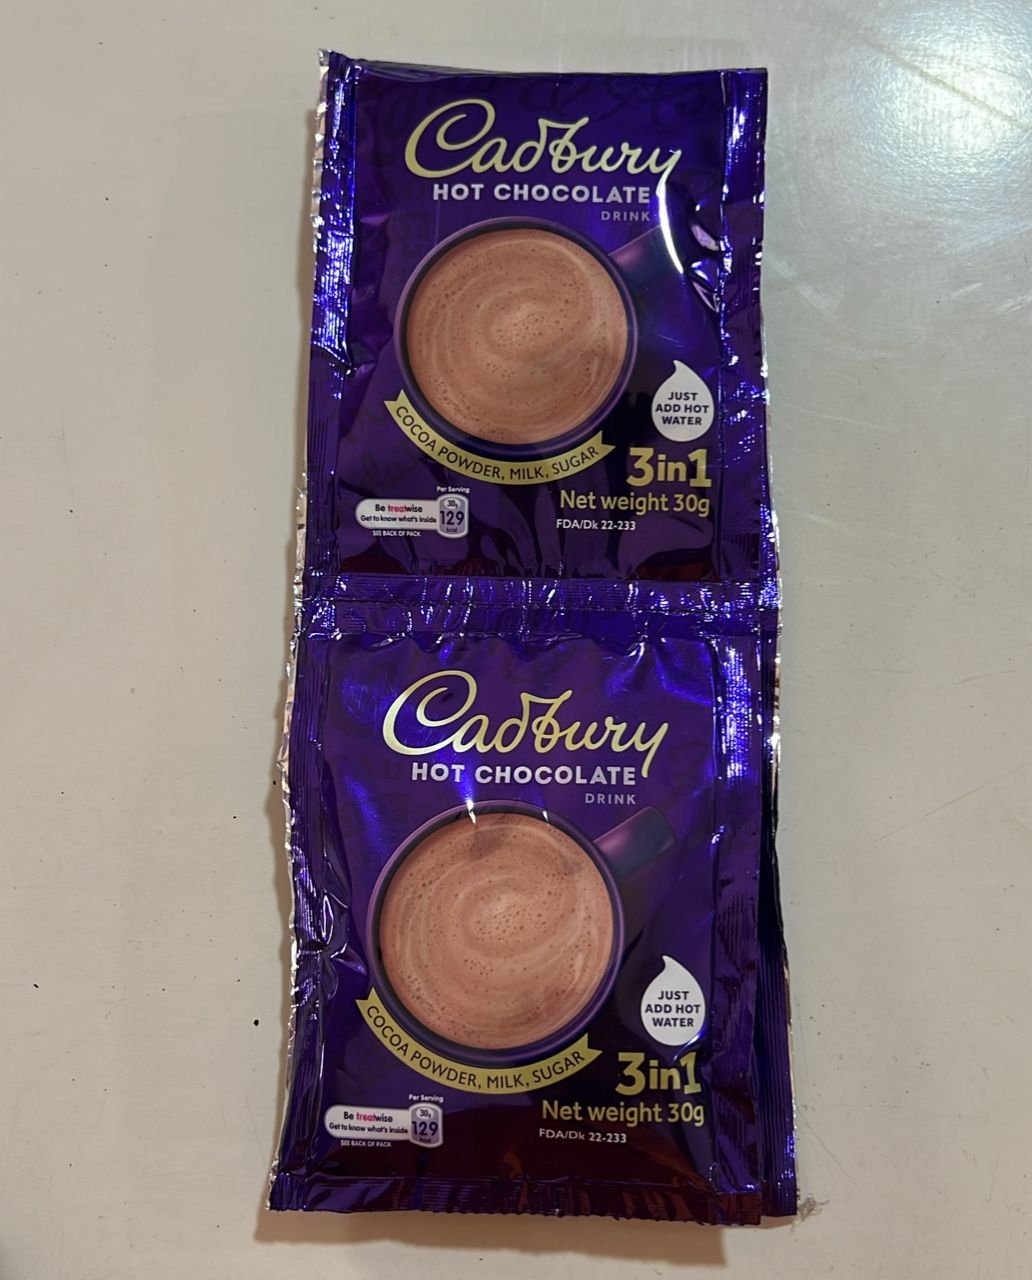 Cadbury
HOT CHOCOLATE
DRINK
JUST
ADD HOT
WATER
COCOA POWDER, MILK, SUGAR
3in1
Net weight 30g
FDA/Dk 22-233
Per Serving
30g
129
kcal
Be treatwise
Get to know what's inside
SEE BACK OF PACK
Cadbury
HOT CHOCOLATE
DRINK
JUST
ADD HOT
WATER
COCOA POWDER, MILK, SUGAR
3in1
Net weight 30g
FDA/Dk 22-233
Per Serving
30g
129
kcal
Be treatwise
Get to know what's inside
SEE BACK OF PACK